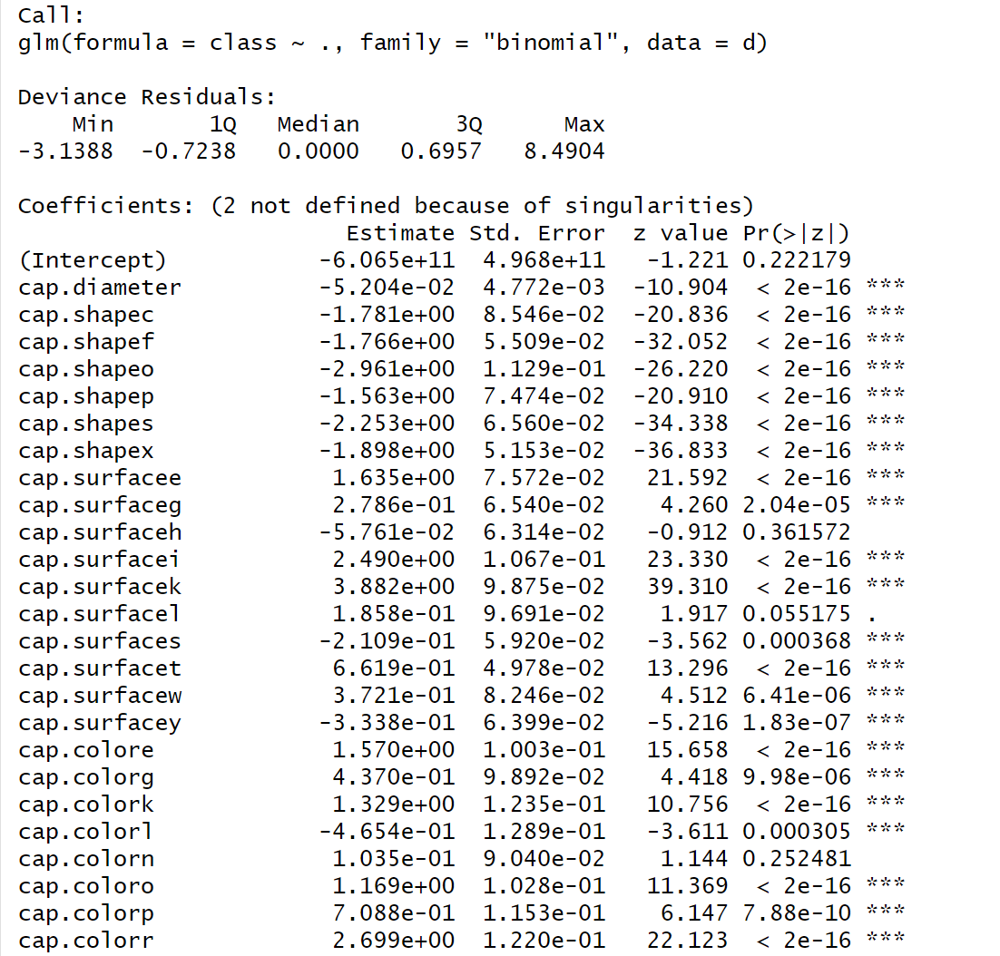 Call:
glm(formula = class ~ ., family = "binomial", data = d)
Deviance Residuals:
Min 1Q Median 3Q Max
-3.1388 -0.7238 0.0000 0.6957 8.4904
Coefficients: (2 not defined because of singularities)
Estimate Std. Error z value Pr(>|z|)
(Intercept) -6.065e+11 4.968e+11 -1.221 0.222179
cap.diameter -5.204e-02 4.772e-03 -10.904 < 2e-16 ***
cap.shapec -1.781e+00 8.546e-02 -20.836 < 2e-16 ***
cap.shapef -1.766e+00 5.509e-02 -32.052 < 2e-16 ***
cap.shapeo -2.961e+00 1.129e-01 -26.220 < 2e-16 ***
cap.shapep -1.563e+00 7.474e-02 -20.910 < 2e-16 ***
cap.shapes -2.253e+00 6.560e-02 -34.338 < 2e-16 ***
cap.shapex -1.898e+00 5.153e-02 -36.833 < 2e-16 ***
cap.surfacee 1.635e+00 7.572e-02 21.592 < 2e-16 ***
cap.surfaceg 2.786e-01 6.540e-02 4.260 2.04e-05 ***
cap.surfaceh -5.761e-02 6.314e-02 -0.912 0.361572
cap.surfacei 2.490e+00 1.067e-01 23.330 < 2e-16 ***
cap.surfacek 3.882e+00 9.875e-02 39.310 < 2e-16 ***
cap.surfacel 1.858e-01 9.691e-02 1.917 0.055175 .
cap.surfaces -2.109e-01 5.920e-02 -3.562 0.000368 ***
cap.surfacet 6.619e-01 4.978e-02 13.296 < 2e-16 ***
cap.surfacew 3.721e-01 8.246e-02 4.512 6.41e-06 ***
cap.surfacey -3.338e-01 6.399e-02 -5.216 1.83e-07 ***
cap.colore 1.570e+00 1.003e-01 15.658 < 2e-16 ***
cap.colorg 4.370e-01 9.892e-02 4.418 9.98e-06 ***
cap.colork 1.329e+00 1.235e-01 10.756 < 2e-16 ***
cap.colorl -4.654e-01 1.289e-01 -3.611 0.000305 ***
cap.colorn 1.035e-01 9.040e-02 1.144 0.252481
cap.coloro 1.169e+00 1.028e-01 11.369 < 2e-16 ***
cap.colorp 7.088e-01 1.153e-01 6.147 7.88e-10 ***
cap.colorr 2.699e+00 1.220e-01 22.123 < 2e-16 ***